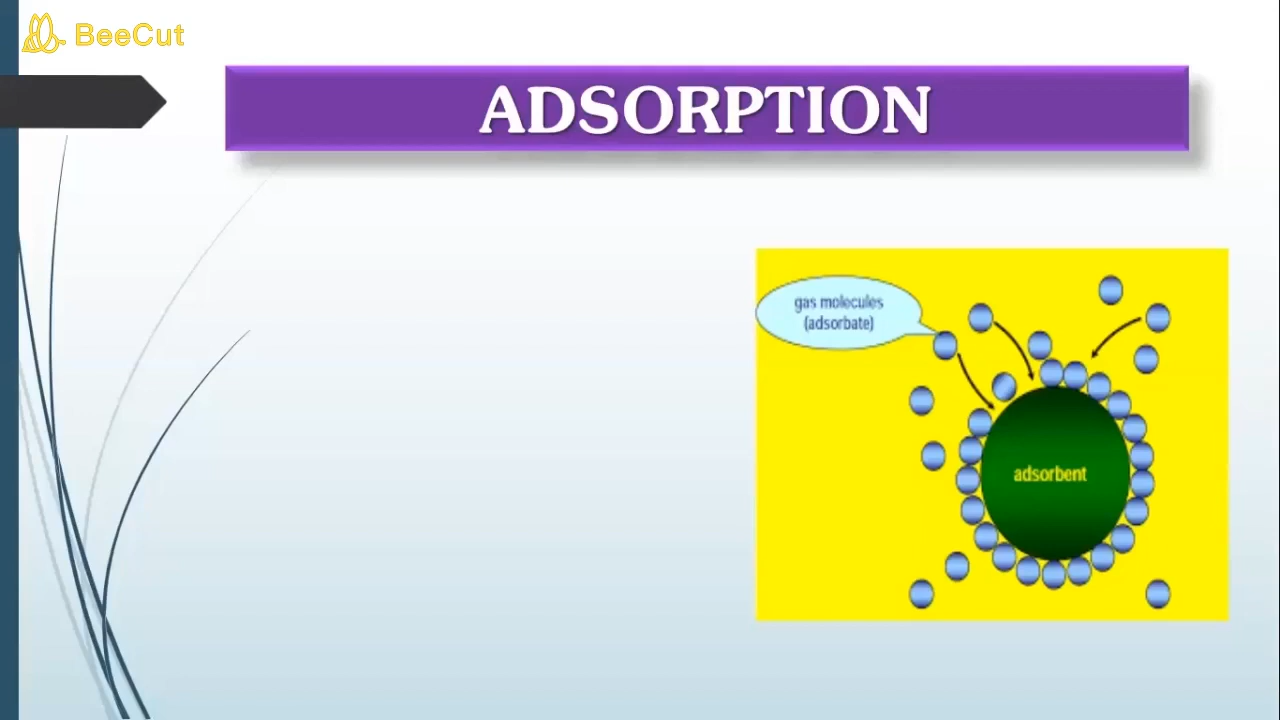 BeeCut
ADSORPTION
gas molecules
(adsorbate)
adsorbent